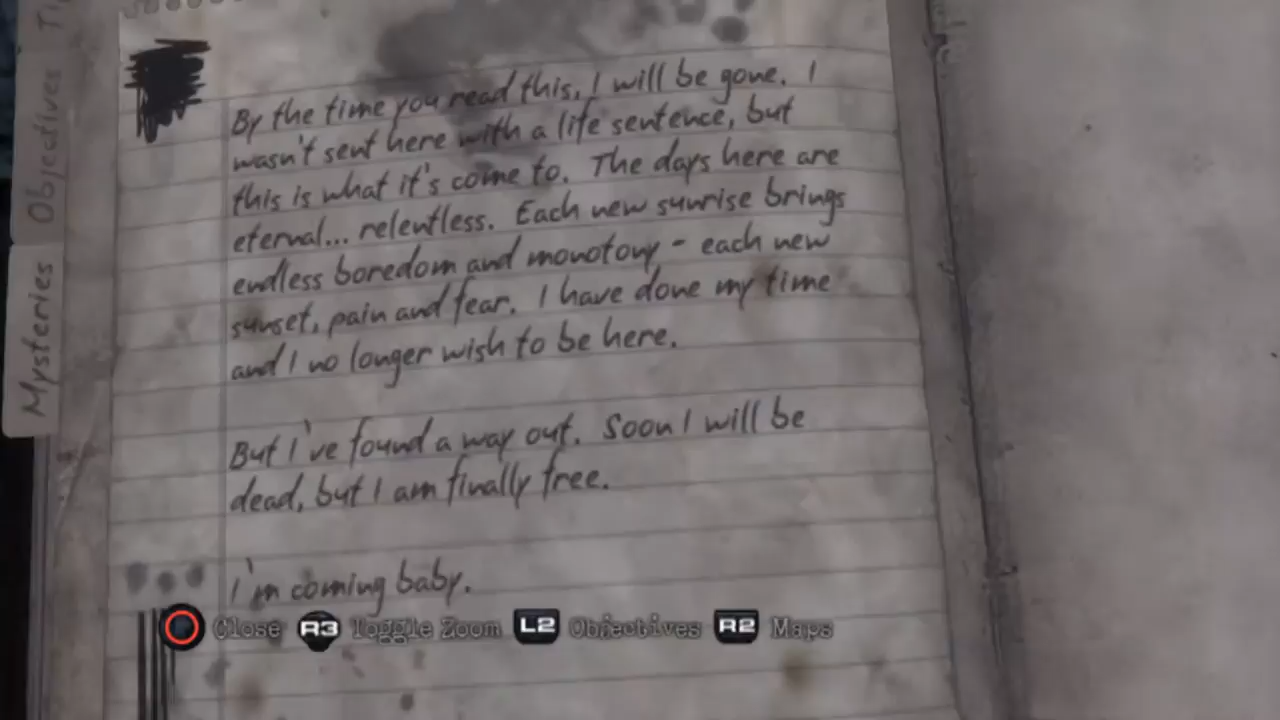 Objectives
Mysteries
By the time you read this, I will be gone. I
wasn't sent here with a life sentence, but
this is what it's come to. The days here are
eternal... relentless. Each new sunrise brings
endless boredom and monotony - each new
sunset, pain and fear. I have done my time
and I no longer wish to be here.
But I've found a way out. Soon I will be
dead, but I am finally free.
I'm coming baby.
Close R3 Toggle Zoom L2 Objectives R2 Maps